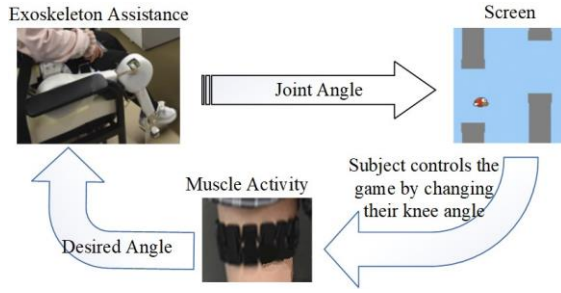 Exoskeleton Assistance
Screen
Joint Angle
Subject controls the
game by changing
their knee angle
Muscle Activity
Desired Angle